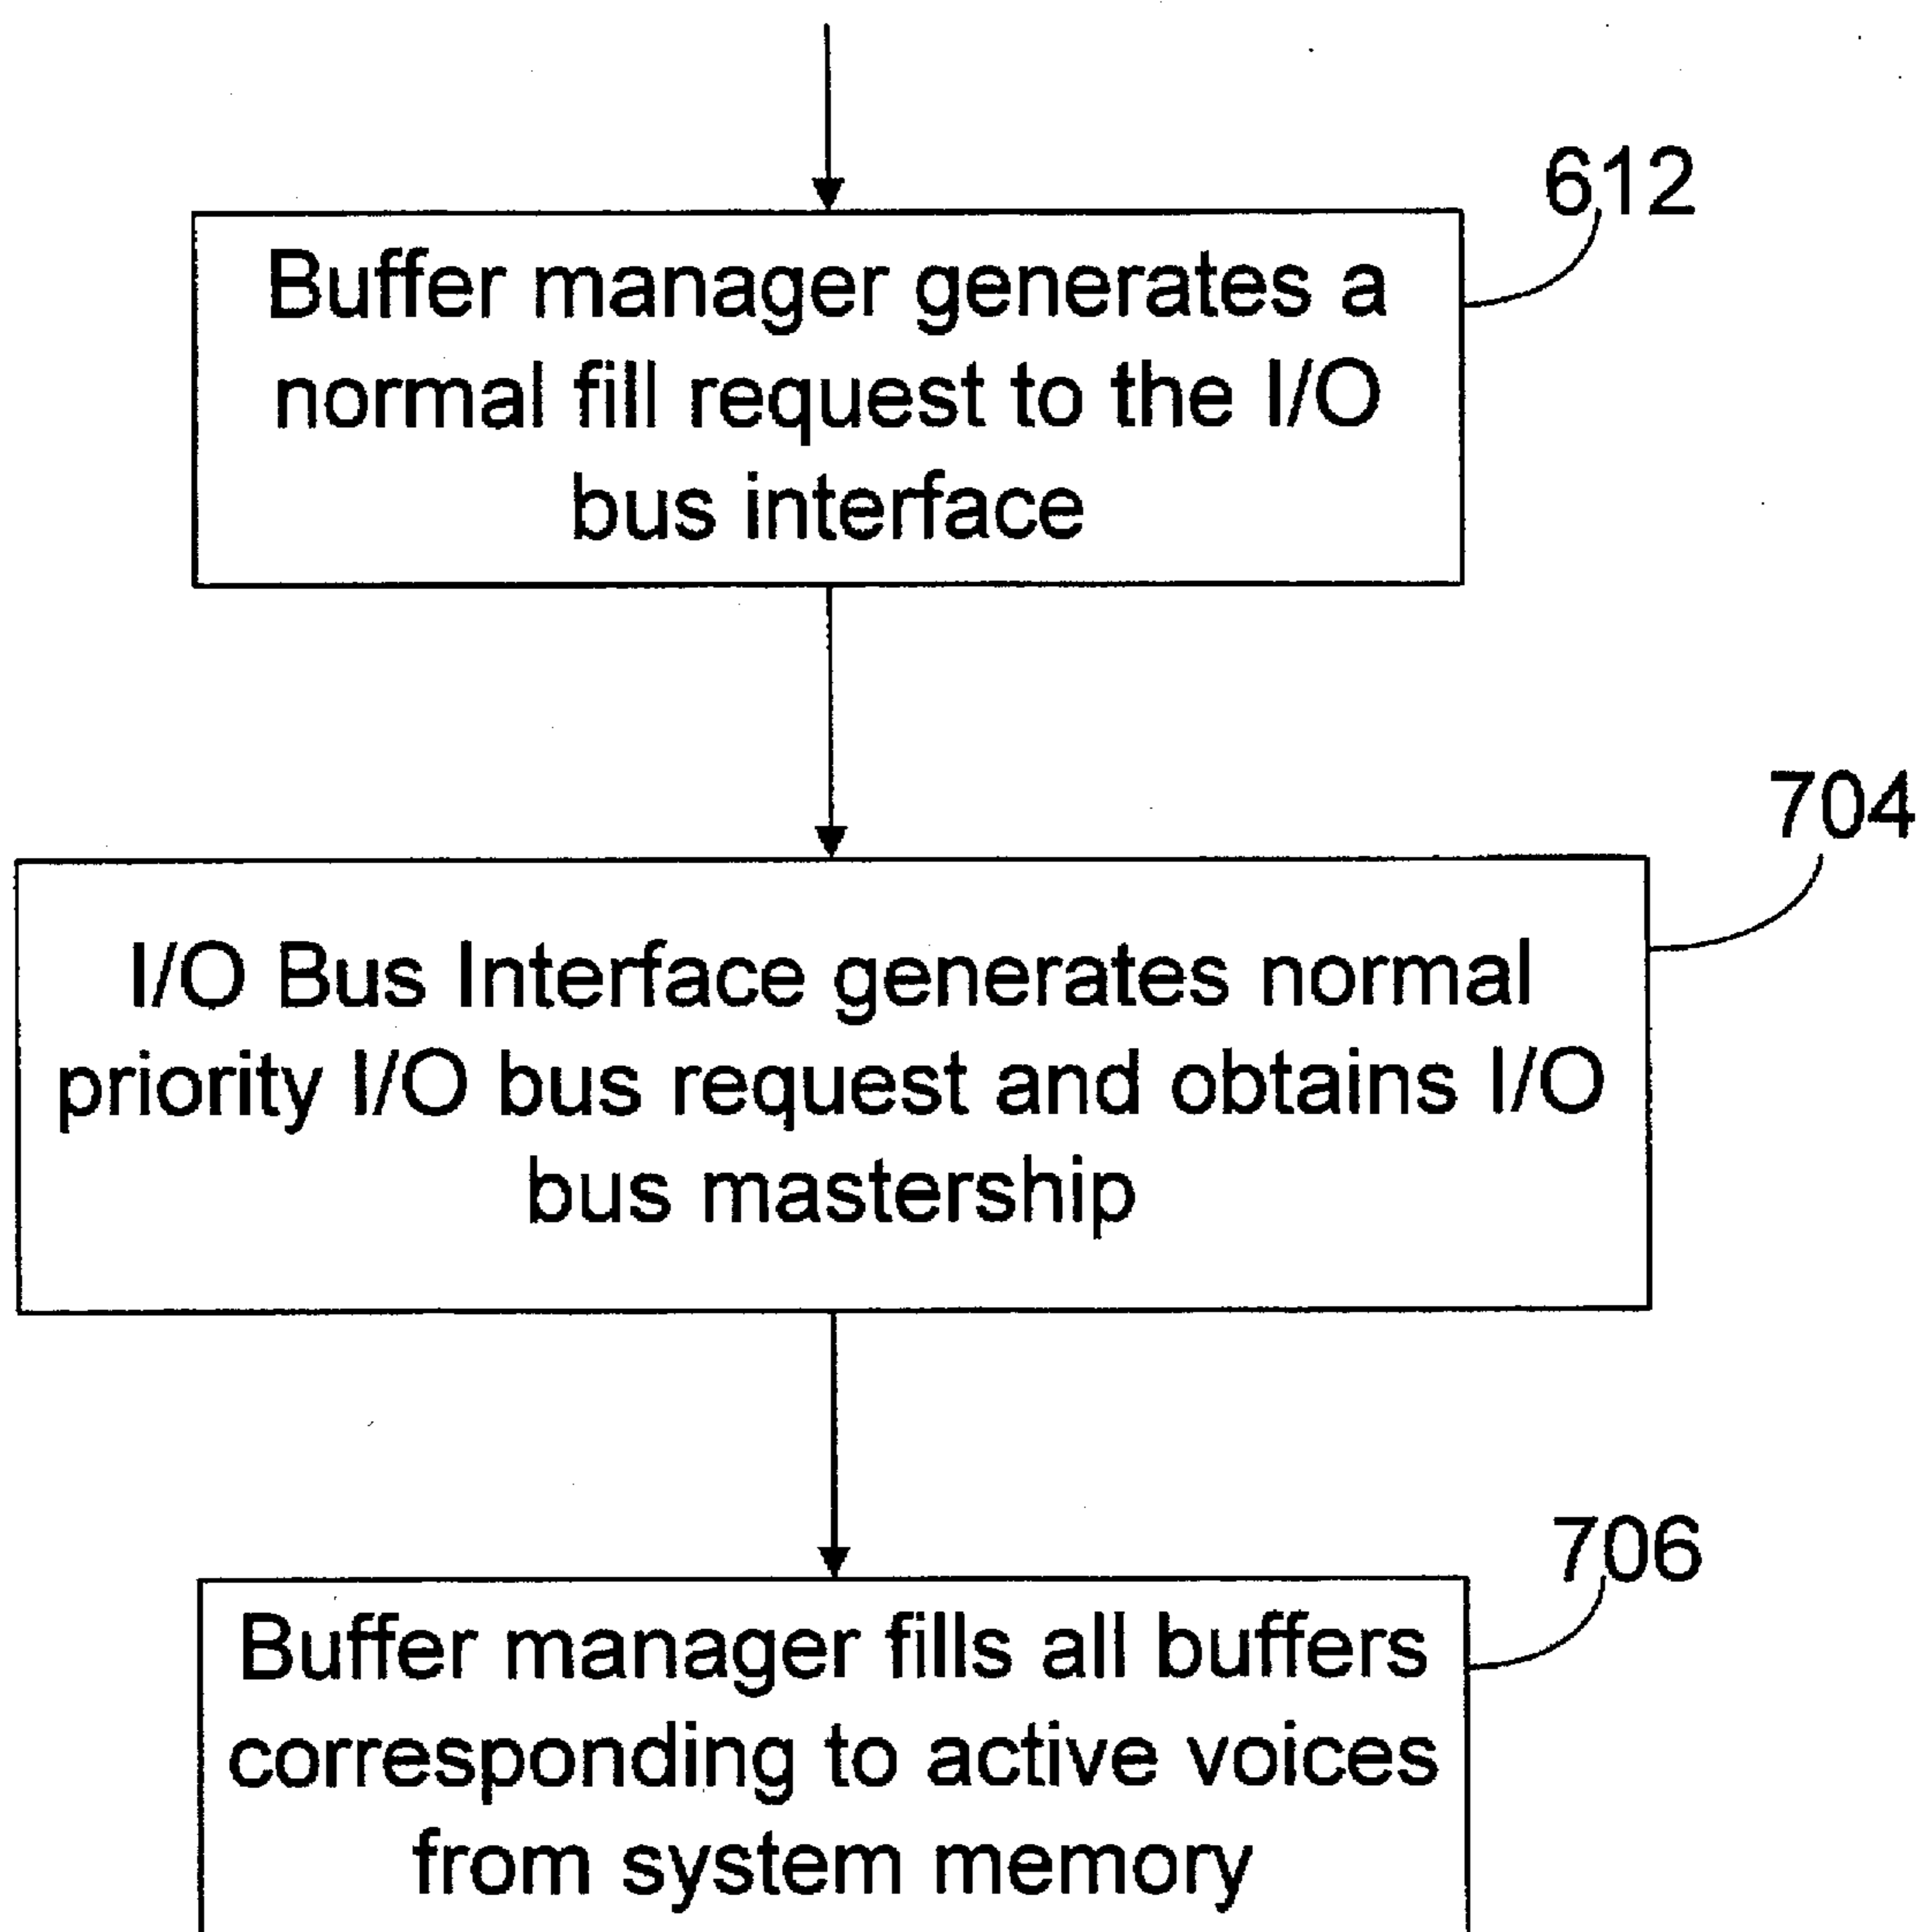 612
Buffer manager generates a
normal fill request to the I/O
bus interface
704
I/O Bus Interface generates normal
priority I/O bus request and obtains I/O
bus mastership
706
Buffer manager fills all buffers
corresponding to active voices
from system memory